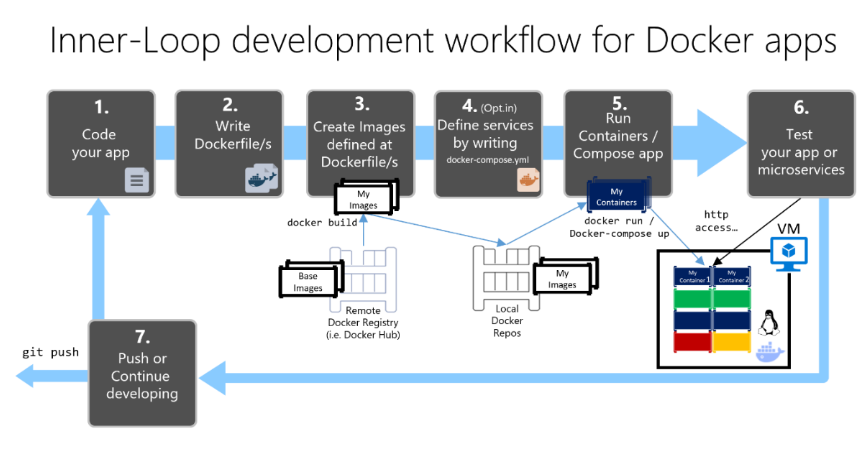 Inner-Loop development workflow for Docker apps
1.
Code
your app
2.
Write
Dockerfile/s
3.
Create Images
defined at
Dockerfile/s
My
Images
4. (Opt.in)
Define services
by writing
docker-compose.yml
5.
Run
Containers /
Compose app
My
Containers
6.
Test
your app or
microservices
docker build
docker run /
Docker-compose up
http
access…
VM
Base
Images
Remote
Docker Registry
(i.e. Docker Hub)
My
Images
Local
Docker
Repos
My
Container 1
My
Container 2
7.
Push or
Continue
developing
git push